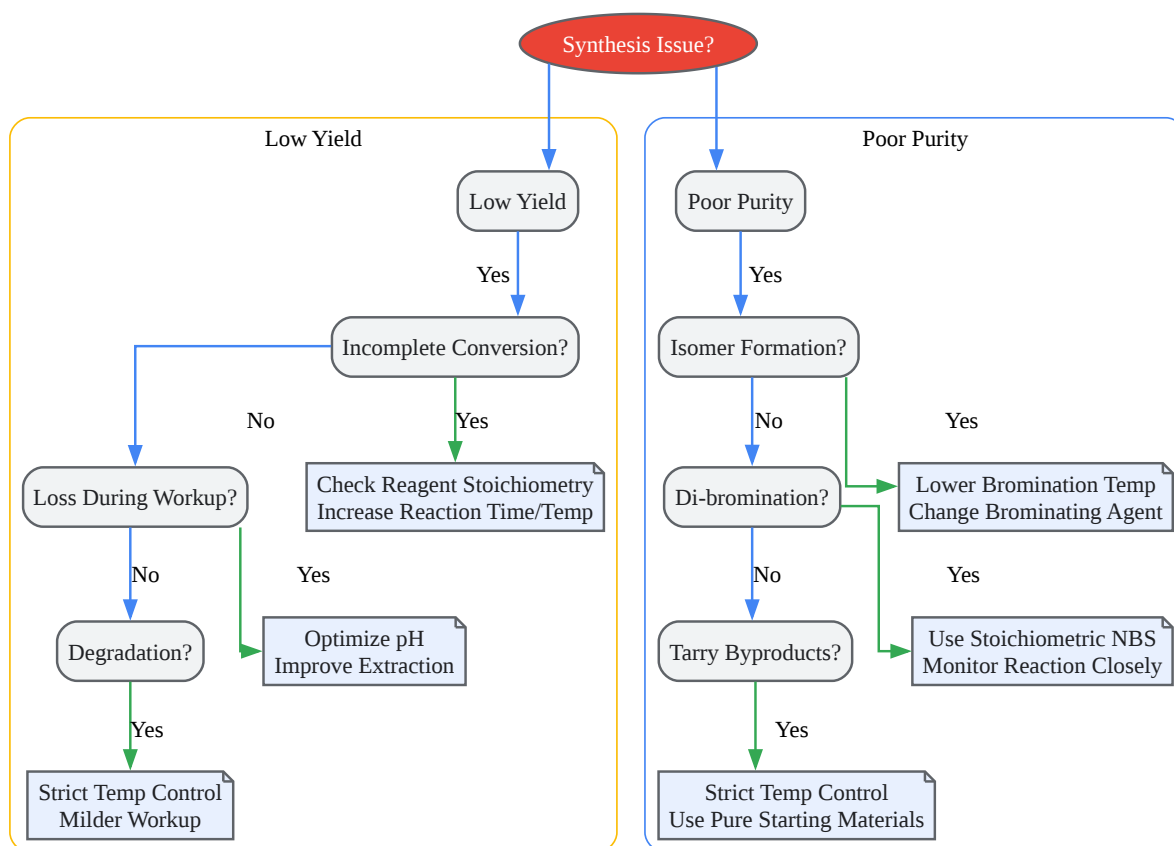 Synthesis Issue?
Low Yield
Low Yield
Yes
Incomplete Conversion?
No
Yes
Loss During Workup?
Check Reagent Stoichiometry
Increase Reaction Time/Temp
No
Yes
Degradation?
Optimize pH
Improve Extraction
Yes
Strict Temp Control
Milder Workup
Poor Purity
Poor Purity
Yes
Isomer Formation?
No
Yes
Di-bromination?
Lower Bromination Temp
Change Brominating Agent
No
Yes
Tarry Byproducts?
Use Stoichiometric NBS
Monitor Reaction Closely
Yes
Strict Temp Control
Use Pure Starting Materials